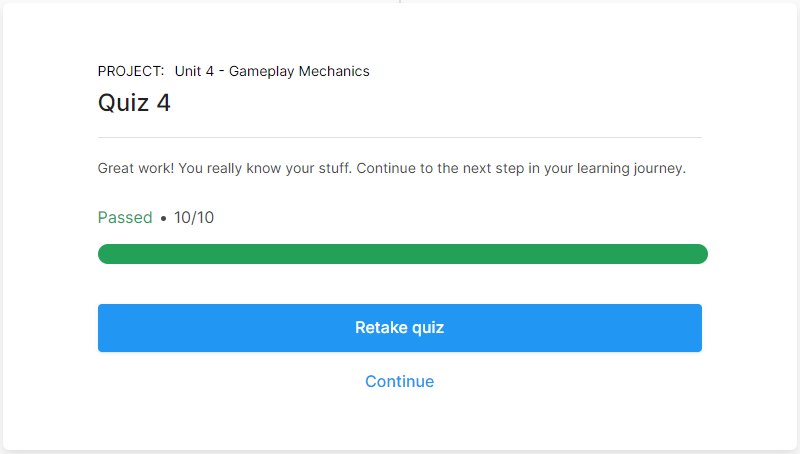 PROJECT: Unit 4 - Gameplay Mechanics
Quiz 4
Great work! You really know your stuff. Continue to the next step in your learning journey.
Passed • 10/10
Retake quiz
Continue